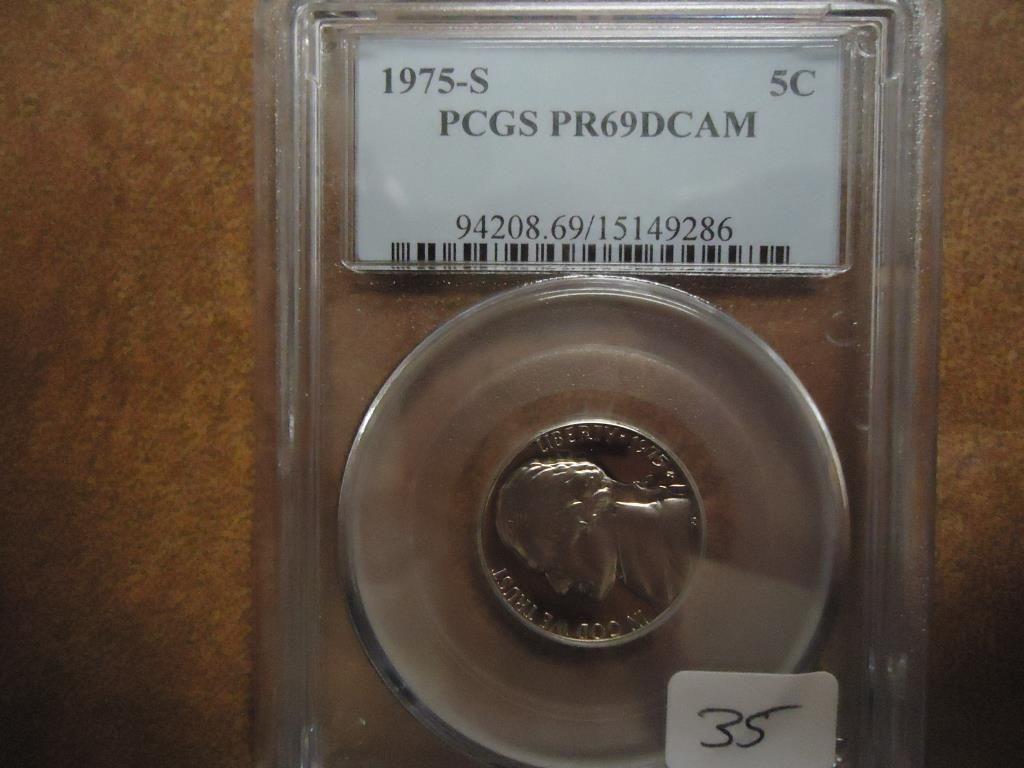 1975-S 5C
PCGS PR69DCAM
94208.69/15149286
LIBERTY 1975
IN GOD WE TRUST
35